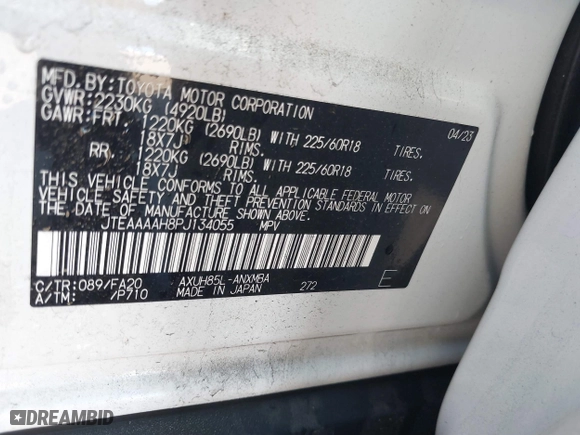 MFD. BY: TOYOTA MOTOR CORPORATION 04/23
GVWR: 2230KG (4920LB)
GAWR: FRT. 1220KG (2690LB) WITH 225/60R18 TIRES.
18X7J RIMS.
RR. 1220KG (2690LB) WITH 225/60R18 TIRES.
18X7J RIMS.
THIS VEHICLE CONFORMS TO ALL APPLICABLE FEDERAL MOTOR
VEHICLE SAFETY AND BUMPER AND THEFT PREVENTION STANDARDS IN EFFECT
ON THE DATE OF MANUFACTURE SHOWN ABOVE.
JTEAAAAH8PJ134055 MPV
C/TR: 089/FA20 AXUH85L-ANXMBA E
A/TM: /P710 MADE IN JAPAN 272
DREAMBID